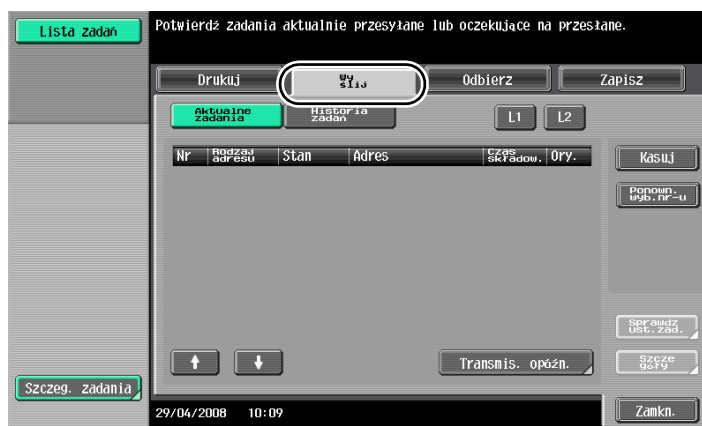 Lista zadań
Potwierdź zadania aktualnie przesyłane lub oczekujące na przesłane.
Drukuj
Wy
ślij
Odbierz
Zapisz
Aktualne
zadania
Historia
zadań
L1
L2
Nr
Rodzaj
adresu
Stan
Adres
Czas
składow.
Ory.
Kasuj
Ponown.
wyb.nr-u
Sprawdz
ust.zad.
Transmis. opóźn.
Szcze
góły
Szczeg. zadania
29/04/2008 10:09
Zamkn.